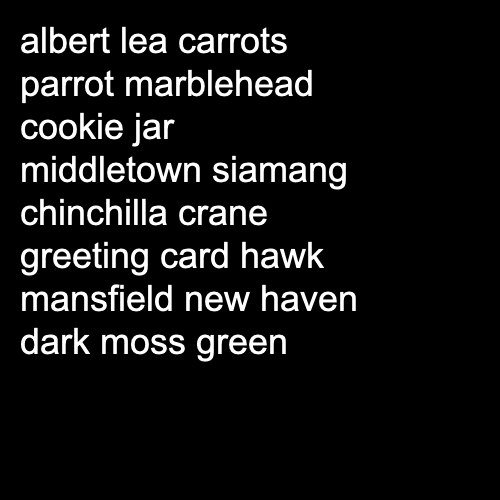 albert lea carrots
parrot marblehead
cookie jar
middletown siamang
chinchilla crane
greeting card hawk
mansfield new haven
dark moss green